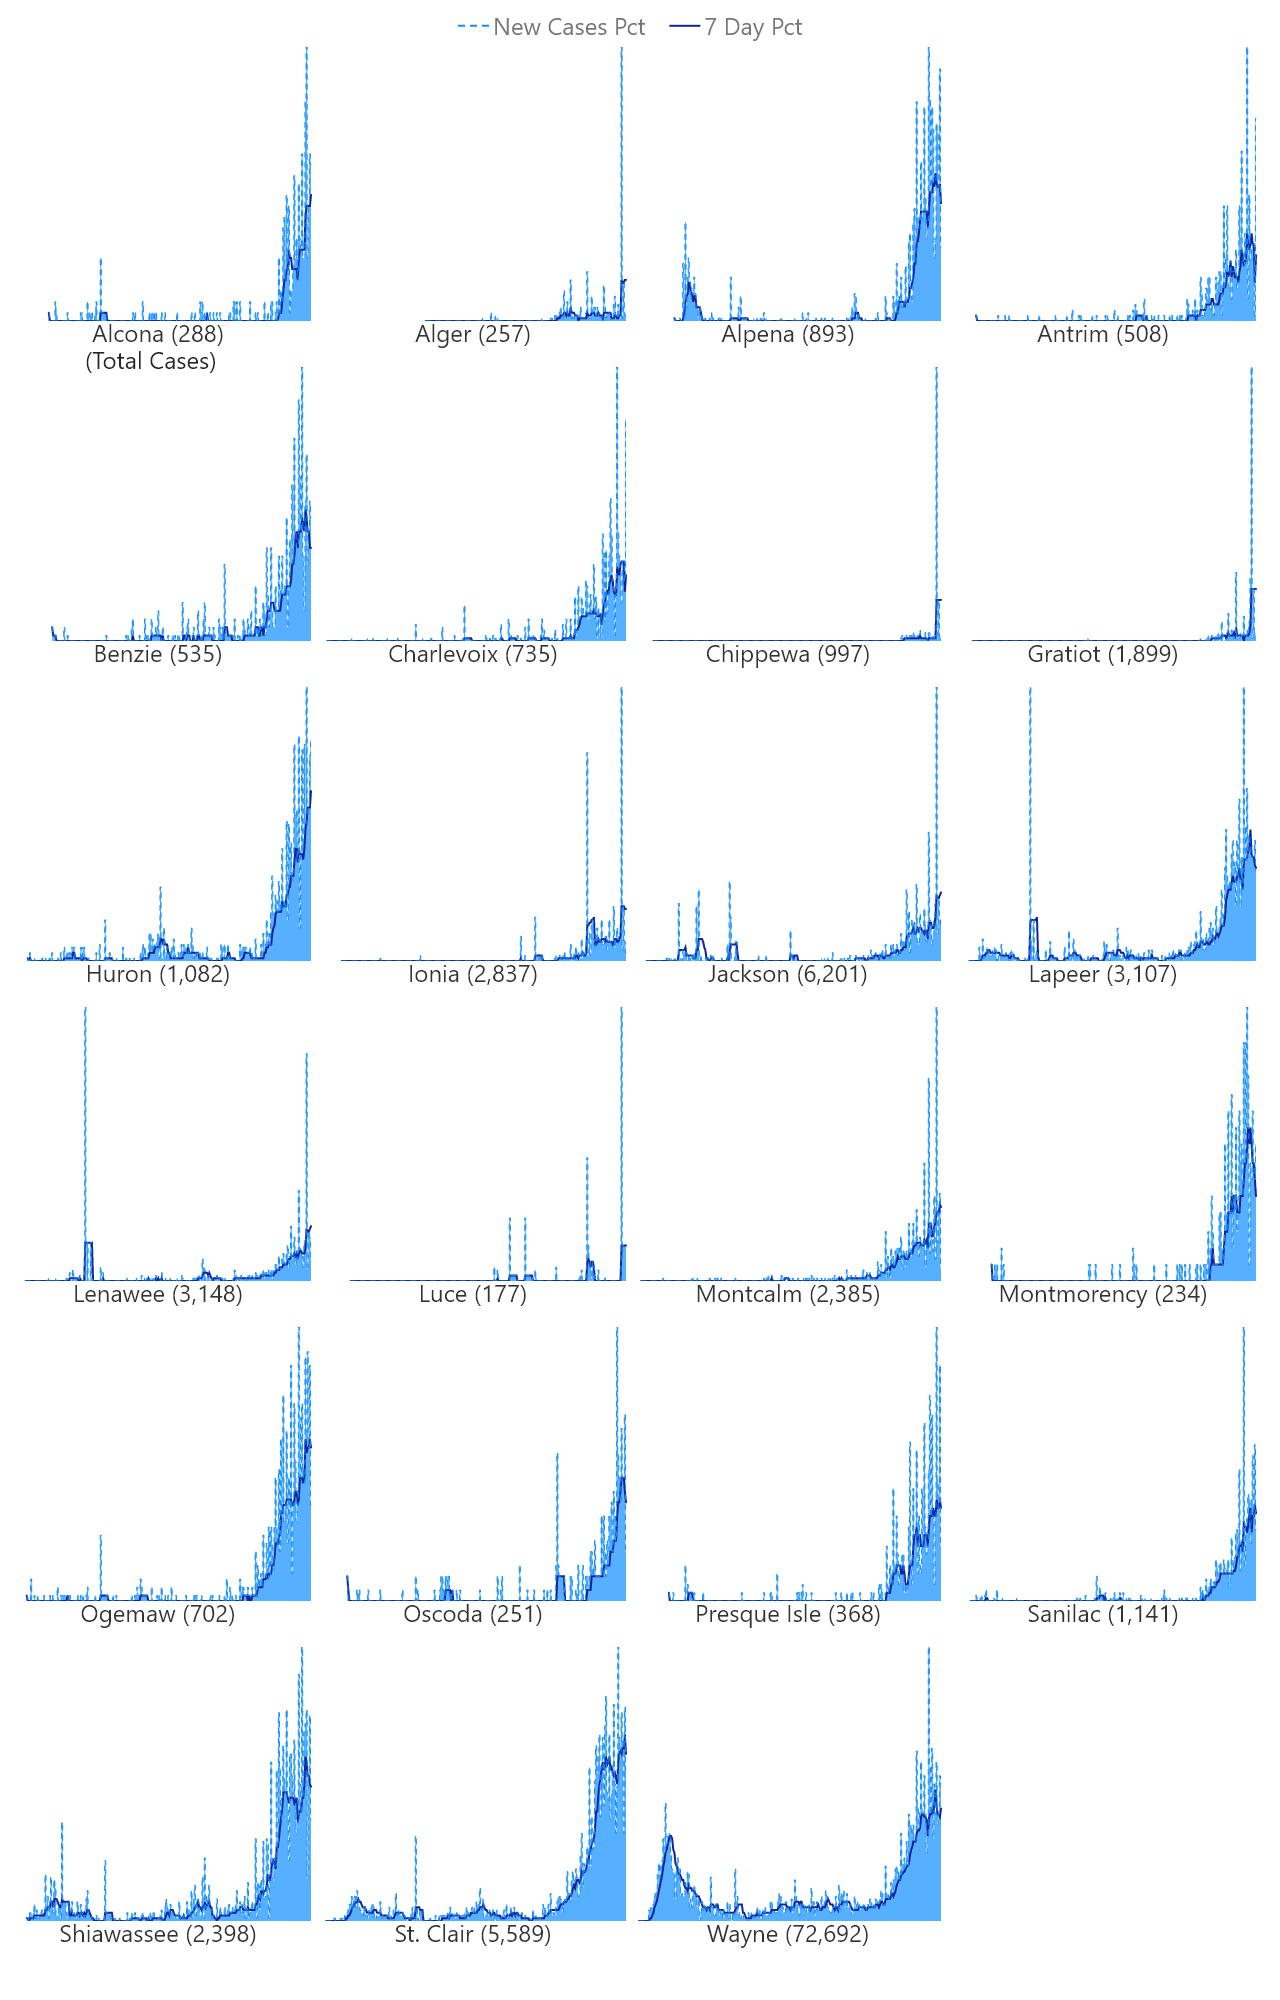 New Cases Pct 7 Day Pct
Alcona (288) Alger (257) Alpena (893) Antrim (508)
(Total Cases)
Benzie (535) Charlevoix (735) Chippewa (997) Gratiot (1,899)
Huron (1,082) Ionia (2,837) Jackson (6,201) Lapeer (3,107)
Lenawee (3,148) Luce (177) Montcalm (2,385) Montmorency (234)
Ogemaw (702) Oscoda (251) Presque Isle (368) Sanilac (1,141)
Shiawassee (2,398) St. Clair (5,589) Wayne (72,692)